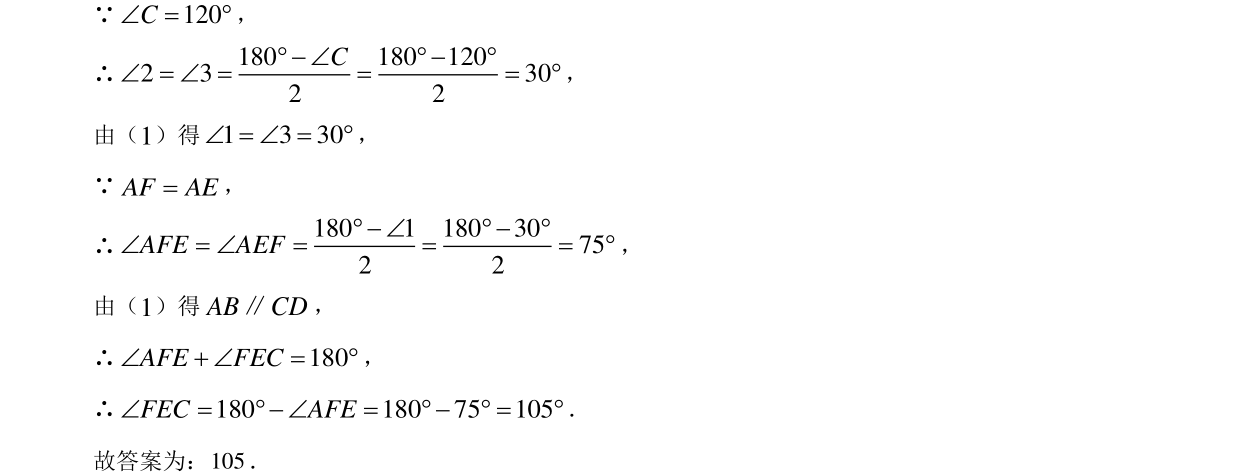 ∵ ∠C = 120°，
∴ ∠2 = ∠3 = (180° − ∠C)/2 = (180° − 120°)/2 = 30°，
由（1）得 ∠1 = ∠3 = 30°，
∵ AF = AE，
∴ ∠AFE = ∠AEF = (180° − ∠1)/2 = (180° − 30°)/2 = 75°，
由（1）得 AB // CD，
∴ ∠AFE + ∠FEC = 180°，
∴ ∠FEC = 180° − ∠AFE = 180° − 75° = 105°．
故答案为：105．